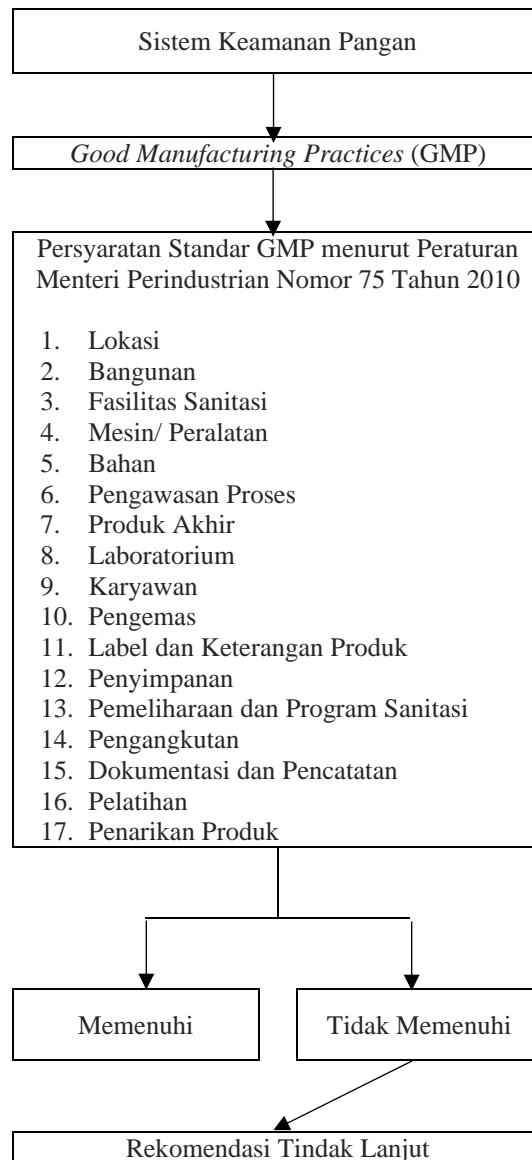 Sistem Keamanan Pangan
Good Manufacturing Practices (GMP)
Persyaratan Standar GMP menurut Peraturan
Menteri Perindustrian Nomor 75 Tahun 2010
1. Lokasi
2. Bangunan
3. Fasilitas Sanitasi
4. Mesin/ Peralatan
5. Bahan
6. Pengawasan Proses
7. Produk Akhir
8. Laboratorium
9. Karyawan
10. Pengemas
11. Label dan Keterangan Produk
12. Penyimpanan
13. Pemeliharaan dan Program Sanitasi
14. Pengangkutan
15. Dokumentasi dan Pencatatan
16. Pelatihan
17. Penarikan Produk
Memenuhi
Tidak Memenuhi
Rekomendasi Tindak Lanjut